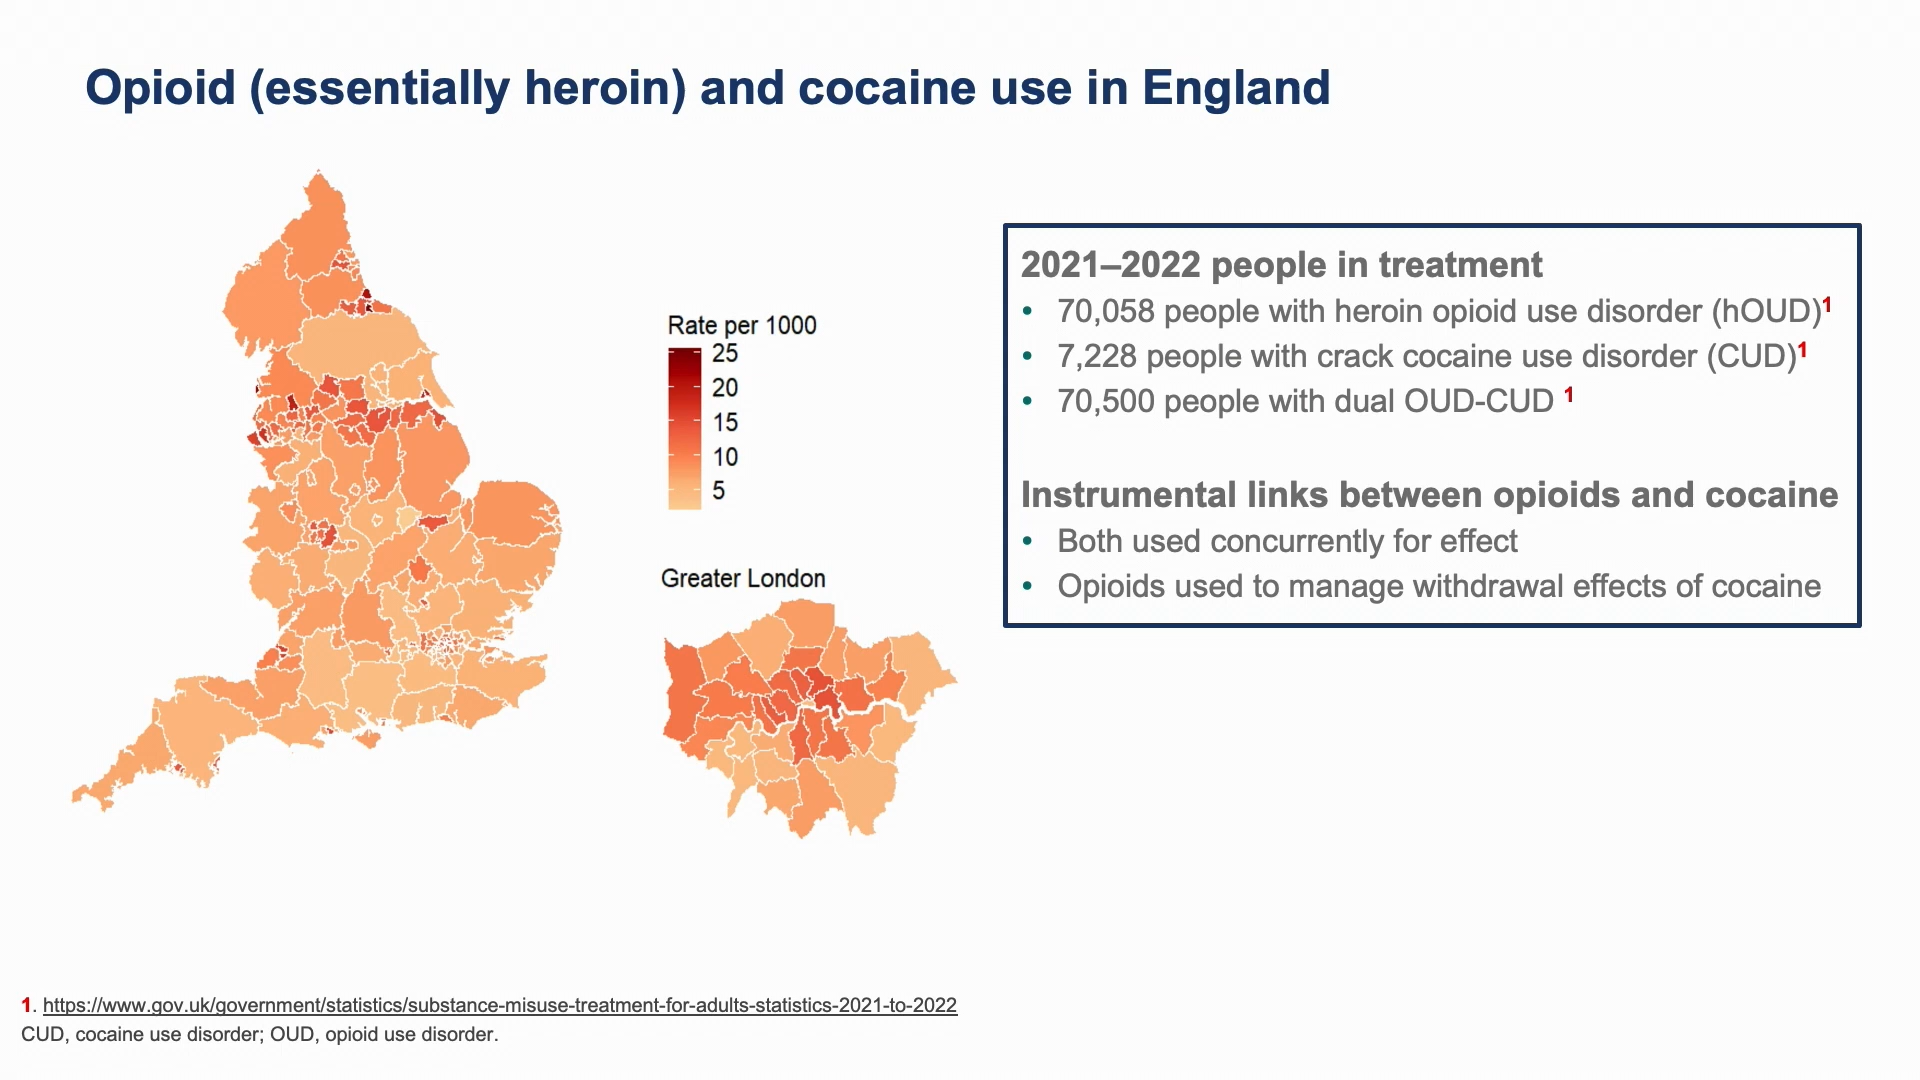 Opioid (essentially heroin) and cocaine use in England
Rate per 1000
25
20
15
10
5
Greater London
2021–2022 people in treatment
• 70,058 people with heroin opioid use disorder (hOUD)1
• 7,228 people with crack cocaine use disorder (CUD)1
• 70,500 people with dual OUD-CUD 1
Instrumental links between opioids and cocaine
• Both used concurrently for effect
• Opioids used to manage withdrawal effects of cocaine
1. https://www.gov.uk/government/statistics/substance-misuse-treatment-for-adults-statistics-2021-to-2022
CUD, cocaine use disorder; OUD, opioid use disorder.